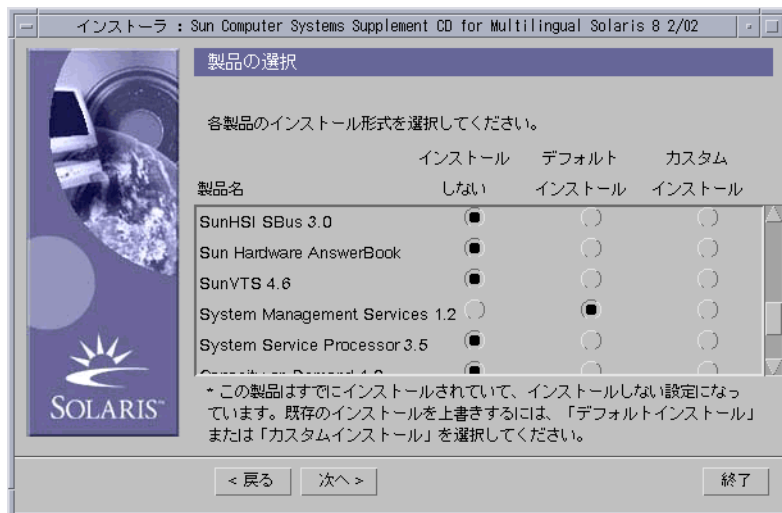 インストーラ : Sun Computer Systems Supplement CD for Multilingual Solaris 8 2/02
製品の選択
各製品のインストール形式を選択してください。
インストール デフォルト カスタム
製品名 しない インストール インストール
SunHSI SBus 3.0
Sun Hardware AnswerBook
SunVTS 4.6
System Management Services 1.2
System Service Processor 3.5
* この製品はすでにインストールされていて、インストールしない設定になっ
ています。既存のインストールを上書きするには、「デフォルトインストール」
または「カスタムインストール」を選択してください。
SOLARIS™
< 戻る 次へ > 終了